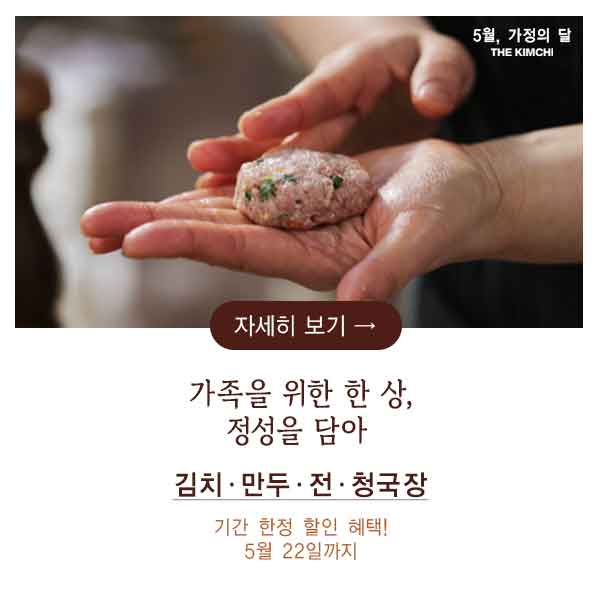 5월, 가정의 달
THE KIMCHI
자세히 보기 →
가족을 위한 한 상,
정성을 담아
김치 · 만두 · 전 · 청국장
기간 한정 할인 혜택!
5월 22일까지